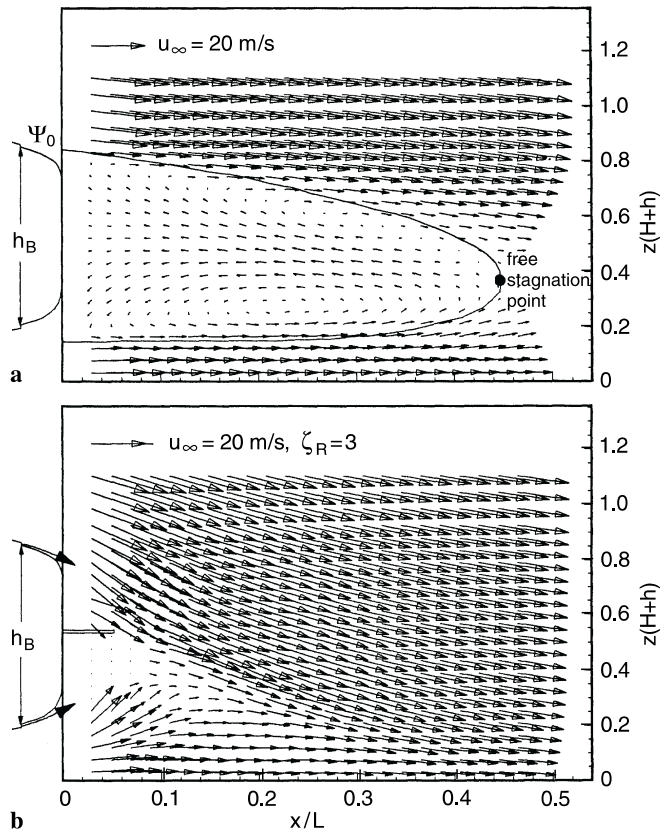 u∞ = 20 m/s
Ψ0
hB
free
stagnation
point
1.2
1.0
0.8
0.6
0.4
0.2
0
z(H+h)
a
u∞ = 20 m/s, ζR=3
hB
1.2
1.0
0.8
0.6
0.4
0.2
0
z(H+h)
0
0.1
0.2
0.3
0.4
0.5
x/L
b